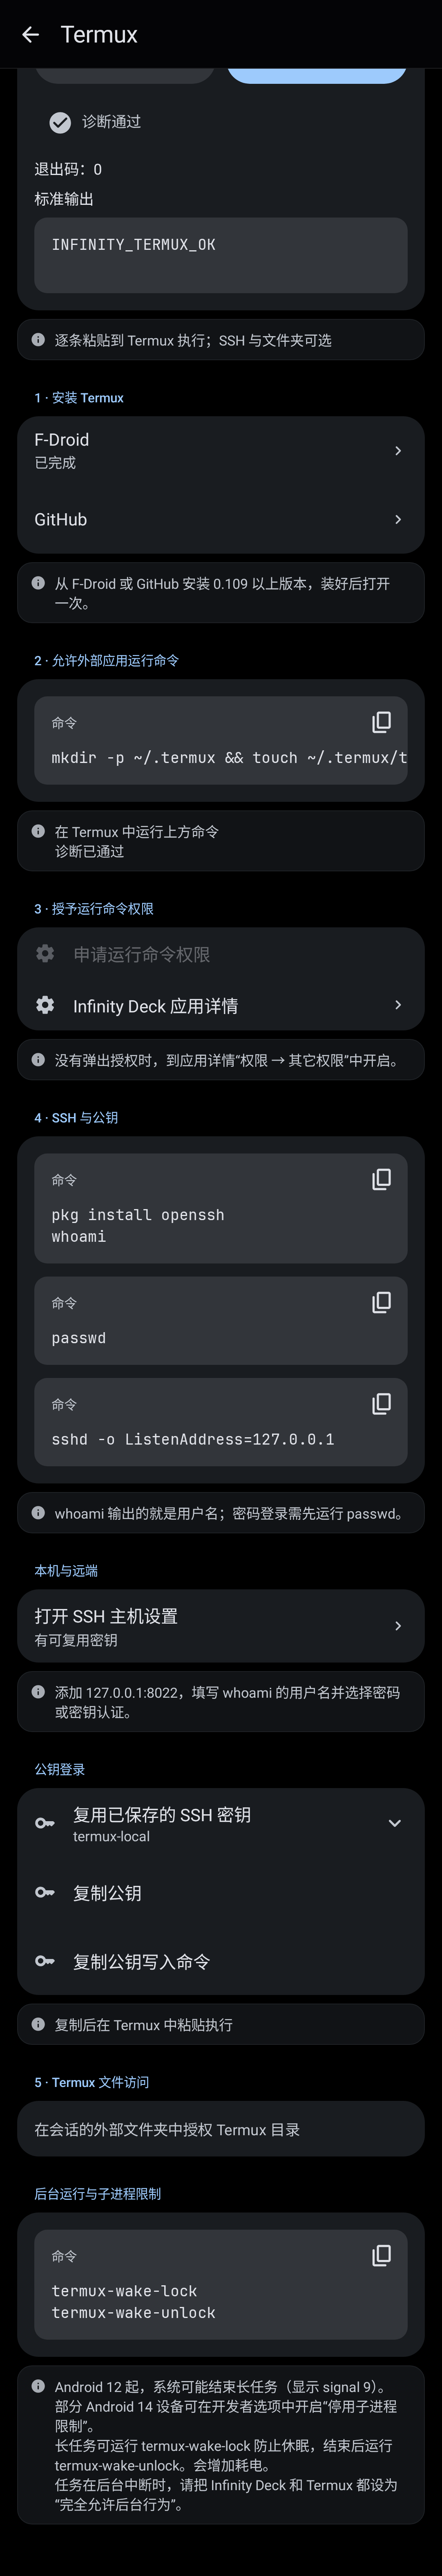 Termux
诊断通过
退出码：0
标准输出
INFINITY_TERMUX_OK
逐条粘贴到 Termux 执行；SSH 与文件夹可选
1 · 安装 Termux
F-Droid
已完成
GitHub
从 F-Droid 或 GitHub 安装 0.109 以上版本，装好后打开
一次。
2 · 允许外部应用运行命令
命令
mkdir -p ~/.termux && touch ~/.termux/t
在 Termux 中运行上方命令
诊断已通过
3 · 授予运行命令权限
申请运行命令权限
Infinity Deck 应用详情
没有弹出授权时，到应用详情“权限 → 其它权限”中开启。
4 · SSH 与公钥
命令
pkg install openssh
whoami
命令
passwd
命令
sshd -o ListenAddress=127.0.0.1
whoami 输出的就是用户名；密码登录需先运行 passwd。
本机与远端
打开 SSH 主机设置
有可复用密钥
添加 127.0.0.1:8022，填写 whoami 的用户名并选择密码
或密钥认证。
公钥登录
复用已保存的 SSH 密钥
termux-local
复制公钥
复制公钥写入命令
复制后在 Termux 中粘贴执行
5 · Termux 文件访问
在会话的外部文件夹中授权 Termux 目录
后台运行与子进程限制
命令
termux-wake-lock
termux-wake-unlock
Android 12 起，系统可能结束长任务（显示 signal 9）。
部分 Android 14 设备可在开发者选项中开启“停用子进程
限制”。
长任务可运行 termux-wake-lock 防止休眠，结束后运行
termux-wake-unlock。会增加耗电。
任务在后台中断时，请把 Infinity Deck 和 Termux 都设为
“完全允许后台行为”。